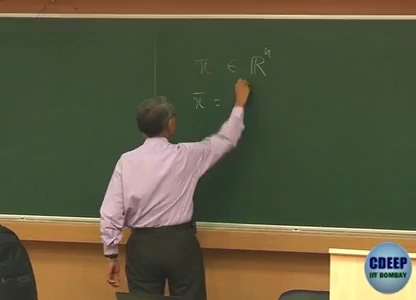 x̄ ∈ ℝⁿ
x̄ =
CDEEP
IIT BOMBAY